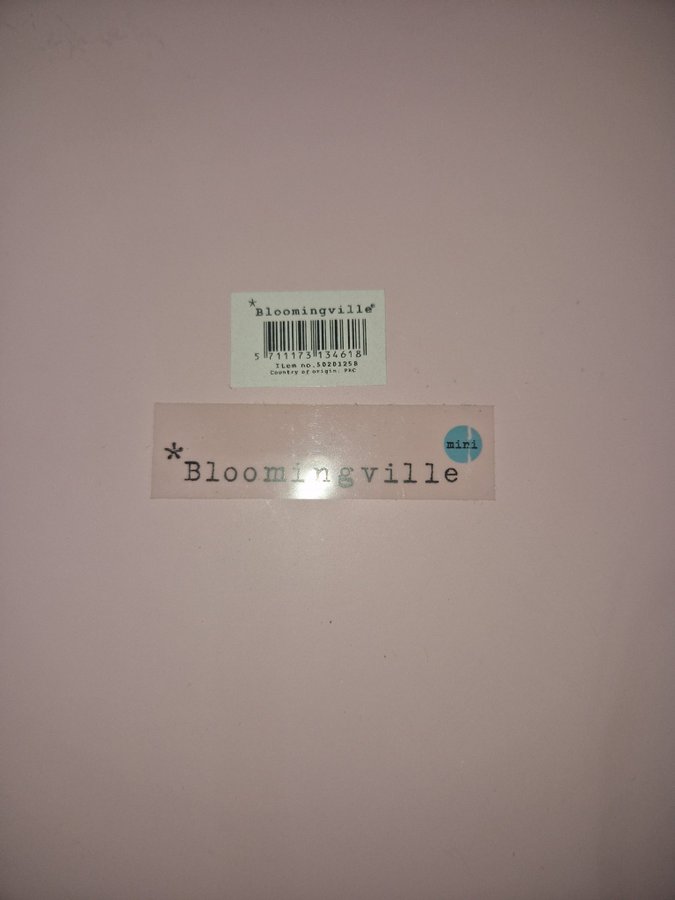 *Bloomingville®
5 711173 134618
Item no.50201258
Country of origin: PRC
mini
*Bloomingville